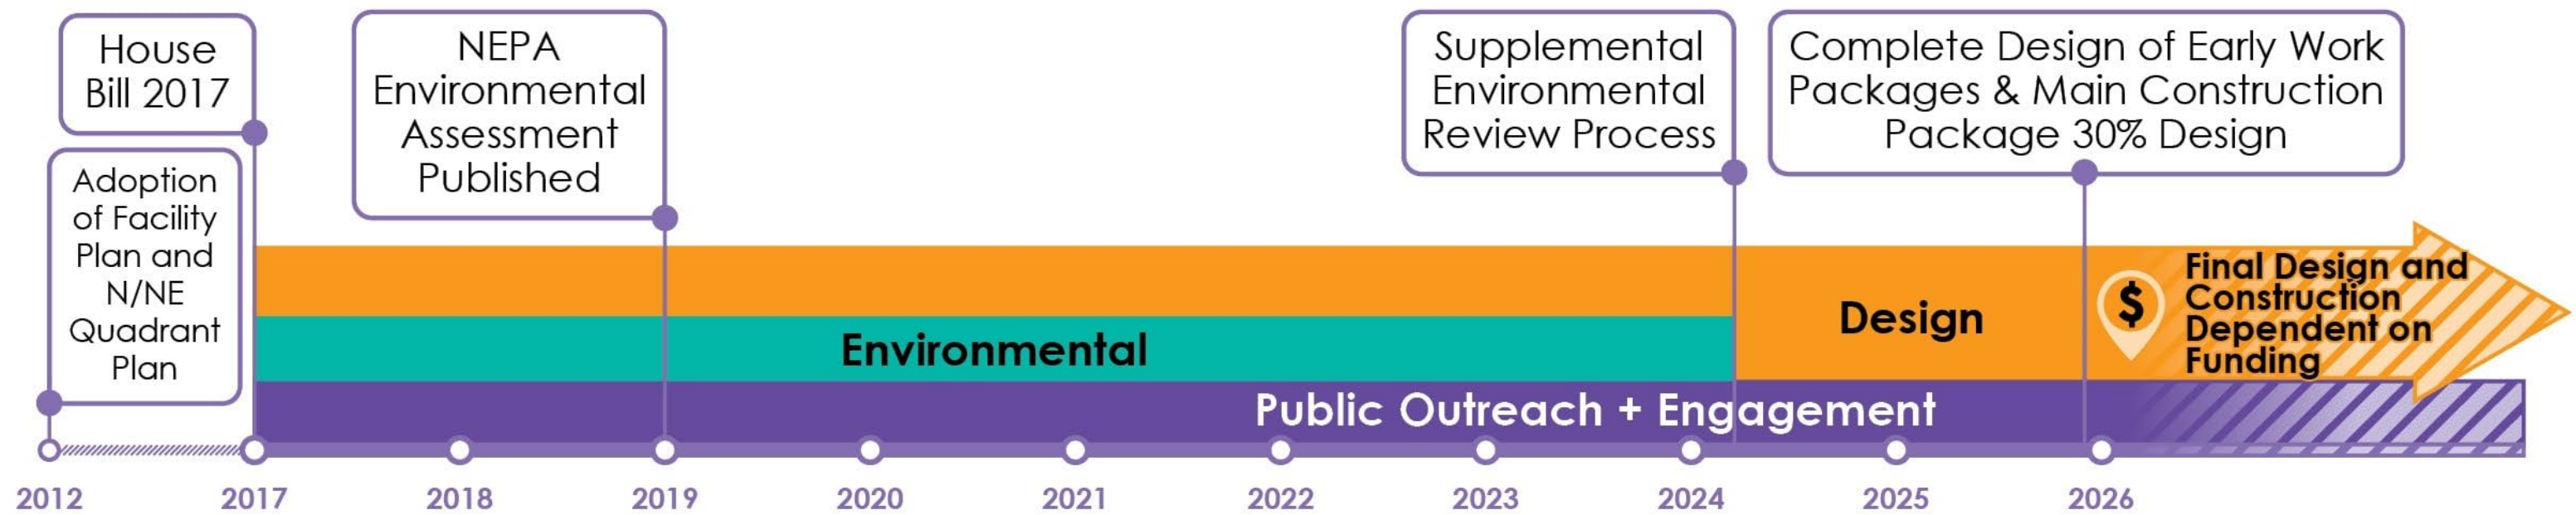 House
Bill 2017
Adoption
of Facility
Plan and
N/NE
Quadrant
Plan
NEPA
Environmental
Assessment
Published
Supplemental
Environmental
Review Process
Complete Design of Early Work
Packages & Main Construction
Package 30% Design
Environmental
Design
$
Final Design and
Construction
Dependent on
Funding
Public Outreach + Engagement
2012
2017
2018
2019
2020
2021
2022
2023
2024
2025
2026